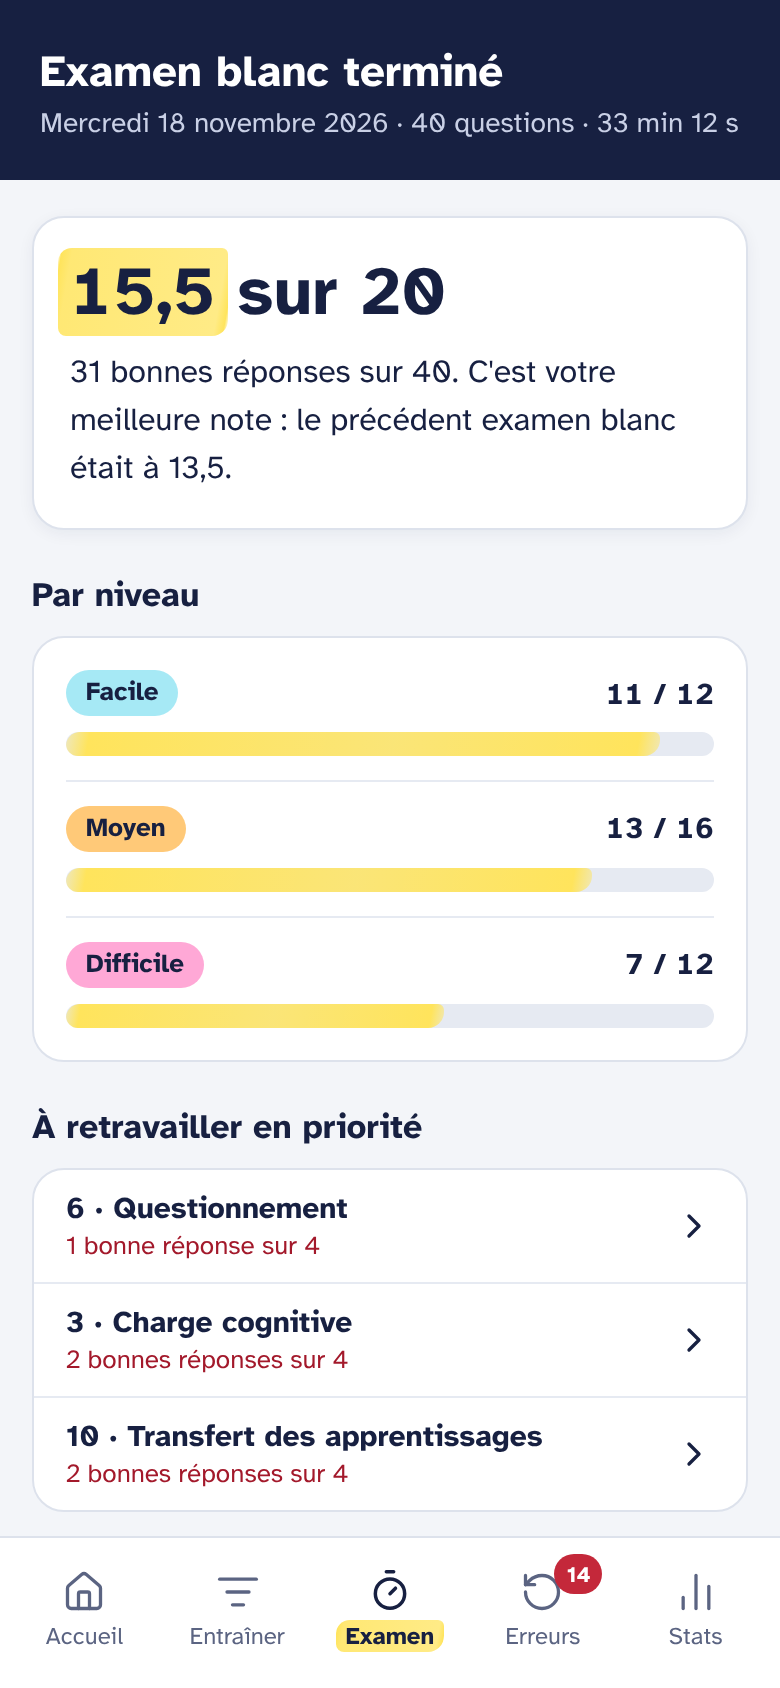 Examen blanc terminé
Mercredi 18 novembre 2026 · 40 questions · 33 min 12 s
15,5 sur 20
31 bonnes réponses sur 40. C'est votre
meilleure note : le précédent examen blanc
était à 13,5.
Par niveau
Facile 11 / 12
Moyen 13 / 16
Difficile 7 / 12
À retravailler en priorité
6 · Questionnement
1 bonne réponse sur 4
3 · Charge cognitive
2 bonnes réponses sur 4
10 · Transfert des apprentissages
2 bonnes réponses sur 4
14
Accueil Entraîner Examen Erreurs Stats